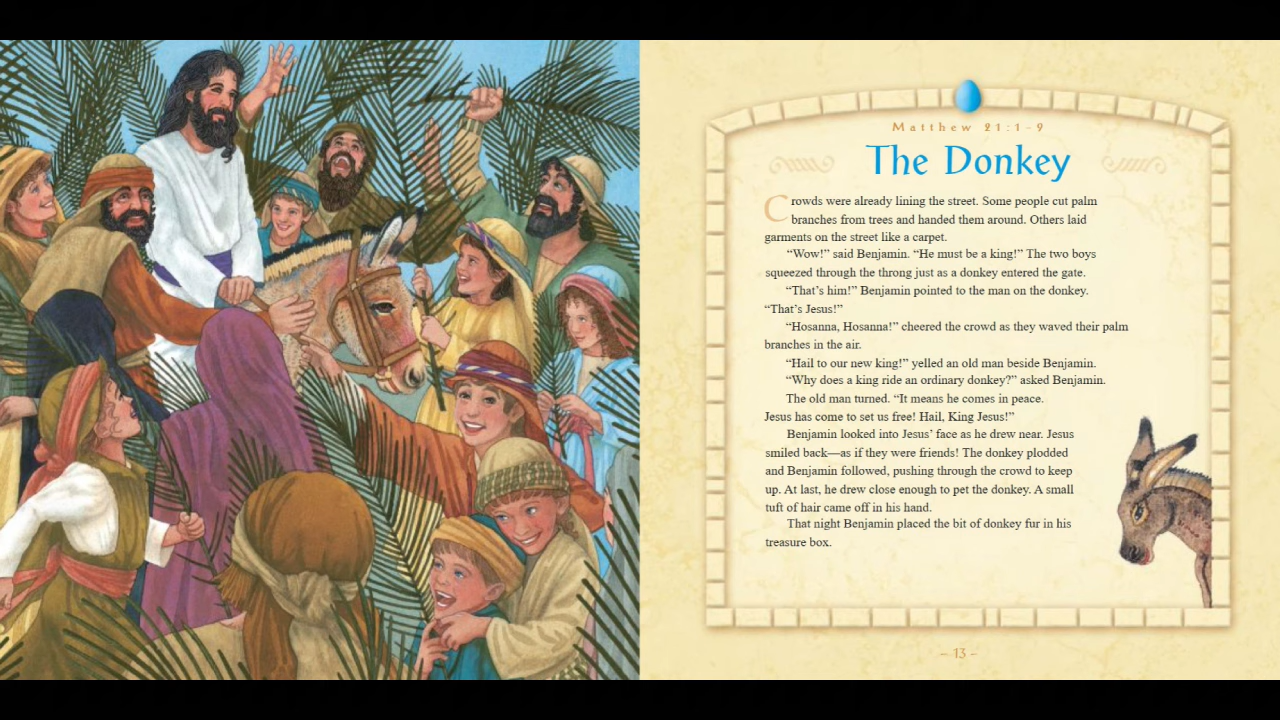 Matthew 21:1-9
The Donkey
Crowds were already lining the street. Some people cut palm
branches from trees and handed them around. Others laid
garments on the street like a carpet.
“Wow!” said Benjamin. “He must be a king!” The two boys
squeezed through the throng just as a donkey entered the gate.
“That’s him!” Benjamin pointed to the man on the donkey.
“That’s Jesus!”
“Hosanna, Hosanna!” cheered the crowd as they waved their palm
branches in the air.
“Hail to our new king!” yelled an old man beside Benjamin.
“Why does a king ride an ordinary donkey?” asked Benjamin.
The old man turned. “It means he comes in peace.
Jesus has come to set us free! Hail, King Jesus!”
Benjamin looked into Jesus’ face as he drew near. Jesus
smiled back—as if they were friends! The donkey plodded
and Benjamin followed, pushing through the crowd to keep
up. At last, he drew close enough to pet the donkey. A small
tuft of hair came off in his hand.
That night Benjamin placed the bit of donkey fur in his
treasure box.
– 13 –